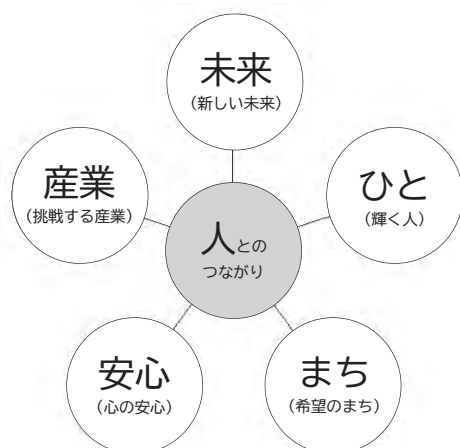 未来
（新しい未来）
産業
（挑戦する産業）
ひと
（輝く人）
人との
つながり
安心
（心の安心）
まち
（希望のまち）